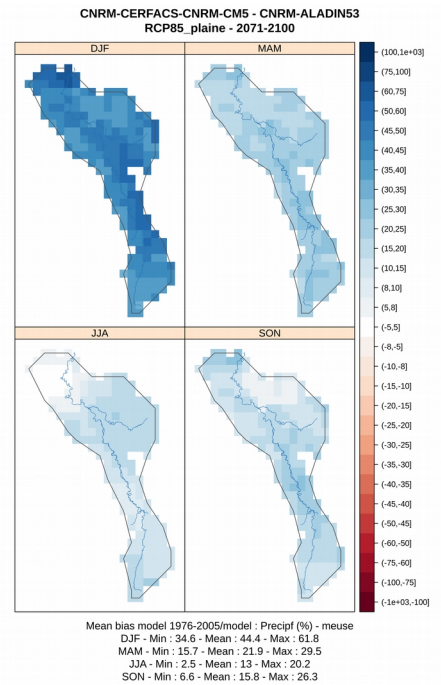 CNRM-CERFACS-CNRM-CM5 - CNRM-ALADIN53
RCP85_plaine - 2071-2100
DJF
MAM
JJA
SON
(100,1e+03]
(75,100]
(60,75]
(50,60]
(45,50]
(40,45]
(35,40]
(30,35]
(25,30]
(20,25]
(15,20]
(10,15]
(8,10]
(5,8]
(-5,5]
(-8,-5]
(-10,-8]
(-15,-10]
(-20,-15]
(-25,-20]
(-30,-25]
(-35,-30]
(-40,-35]
(-45,-40]
(-50,-45]
(-60,-50]
(-75,-60]
(-100,-75]
(-1e+03,-100]
Mean bias model 1976-2005/model : Precipf (%) - meuse
DJF - Min : 34.6 - Mean : 44.4 - Max : 61.8
MAM - Min : 15.7 - Mean : 21.9 - Max : 29.5
JJA - Min : 2.5 - Mean : 13 - Max : 20.2
SON - Min : 6.6 - Mean : 15.8 - Max : 26.3